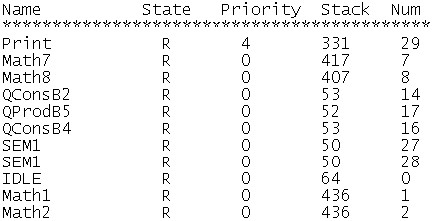 Name State Priority Stack Num
*******************************************
Print R 4 331 29
Math7 R 0 417 7
Math8 R 0 407 8
QConsB2 R 0 53 14
QProdB5 R 0 52 17
QConsB4 R 0 53 16
SEM1 R 0 50 27
SEM1 R 0 50 28
IDLE R 0 64 0
Math1 R 0 436 1
Math2 R 0 436 2